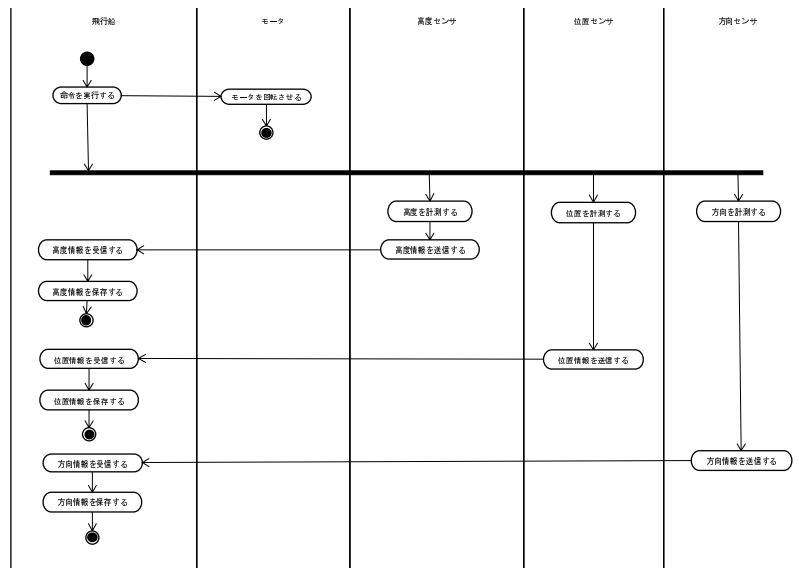 飛行船
モータ
高度センサ
位置センサ
方向センサ
命令を実行する
モータを回転させる
高度を計測する
位置を計測する
方向を計測する
高度情報を受信する
高度情報を送信する
高度情報を保存する
位置情報を受信する
位置情報を送信する
位置情報を保存する
方向情報を受信する
方向情報を送信する
方向情報を保存する